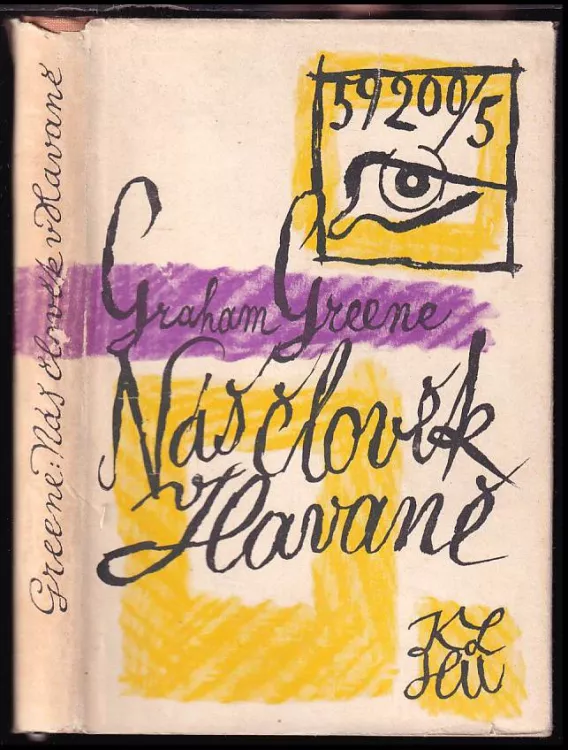 Greene: Náš člověk v Havaně
59200/5
Graham Greene
Náš člověk
v Havaně
KL
HU